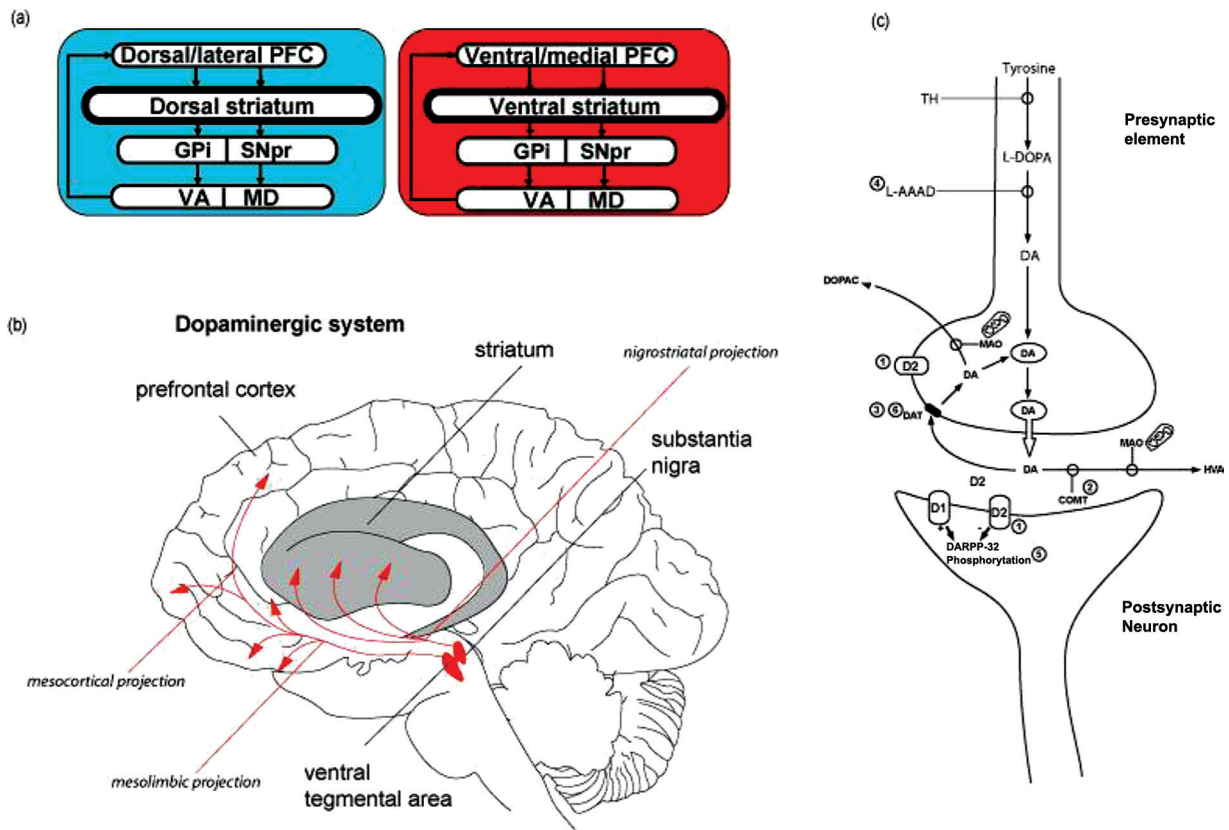 (a)
Dorsal/lateral PFC
Dorsal striatum
GPi SNpr
VA MD
Ventral/medial PFC
Ventral striatum
GPi SNpr
VA MD
(b)
Dopaminergic system
striatum
nigrostriatal projection
prefrontal cortex
substantia
nigra
mesocortical projection
mesolimbic projection
ventral
tegmental area
(c)
Tyrosine
TH
Presynaptic
element
L-DOPA
④ L-AAAD
DA
DOPAC
MAO
① D2
DA
DA
③ ⑥ DAT
DA
MAO
DA
HVA
D2
COMT ②
D1
D2 ①
+ -
DARPP-32
Phosphorytation ⑤
Postsynaptic
Neuron